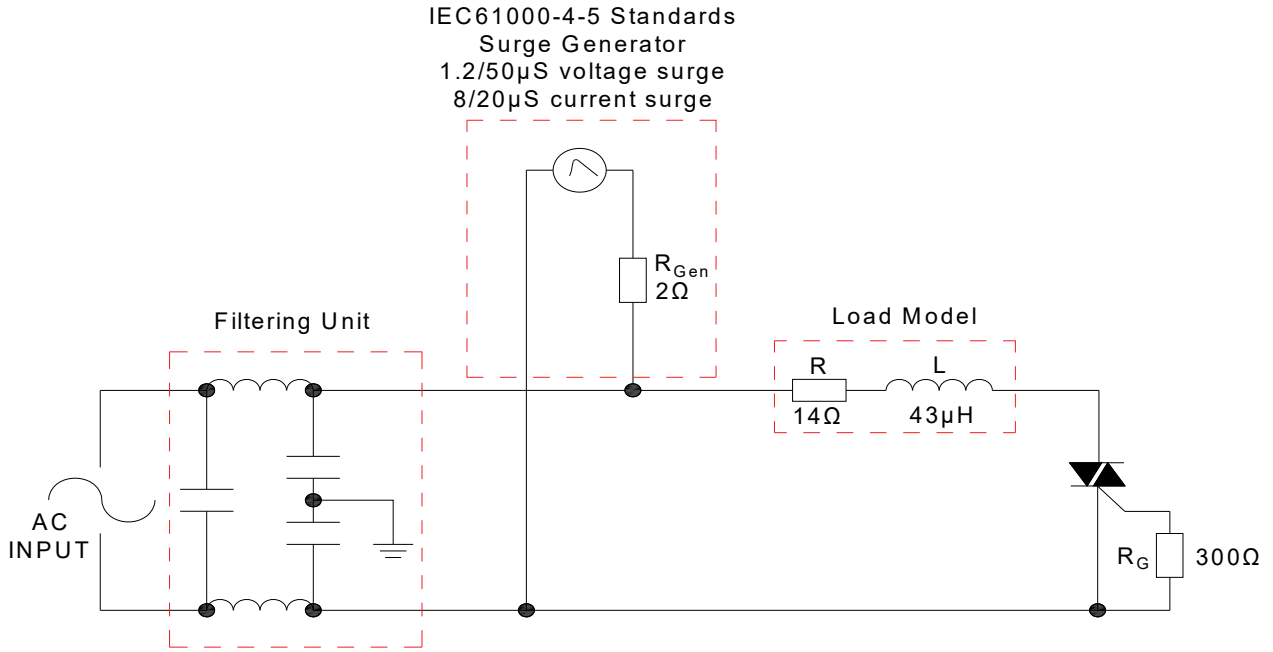 IEC61000-4-5 Standards
Surge Generator
1.2/50µS voltage surge
8/20µS current surge
RGen
2Ω
Filtering Unit
Load Model
R
L
14Ω
43µH
AC
INPUT
RG
300Ω